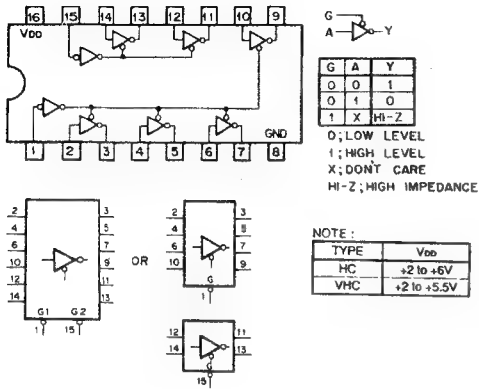 16 15 14 13 12 11 10 9
VDD
GND
1 2 3 4 5 6 7 8
G
A Y
G A Y
0 0 1
0 1 0
1 X HI-Z
0;LOW LEVEL
1;HIGH LEVEL
X;DON'T CARE
HI-Z;HIGH IMPEDANCE
2 3
4 5
6 7
10 9
12 11
14 13
G1 G2
1 15
OR
2 3
4 5
6 7
10 9
G
1
12 11
14 13
G
15
NOTE:
TYPE VDD
HC +2 to +6V
VHC +2 to +5.5V